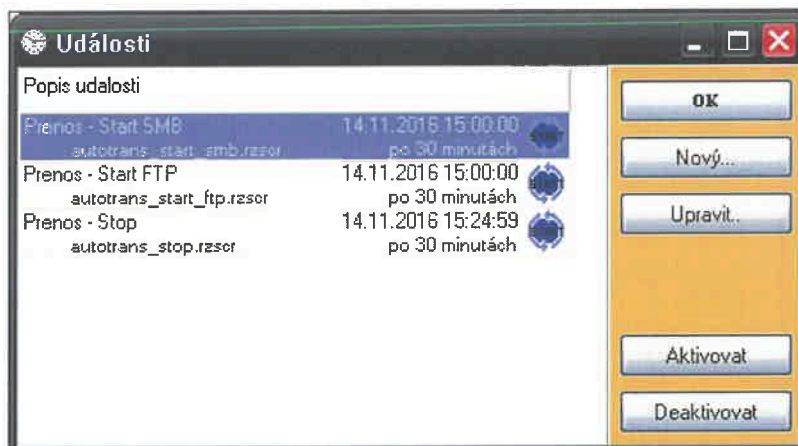 Události
Popis udalosti
Prenos - Start SMB 14.11.2016 15:00:00
autotrans_start_smb.rzscr po 30 minutách
Prenos - Start FTP 14.11.2016 15:00:00
autotrans_start_ftp.rzscr po 30 minutách
Prenos - Stop 14.11.2016 15:24:59
autotrans_stop.rzscr po 30 minutách
OK
Nový...
Upravit..
Aktivovat
Deaktivovat